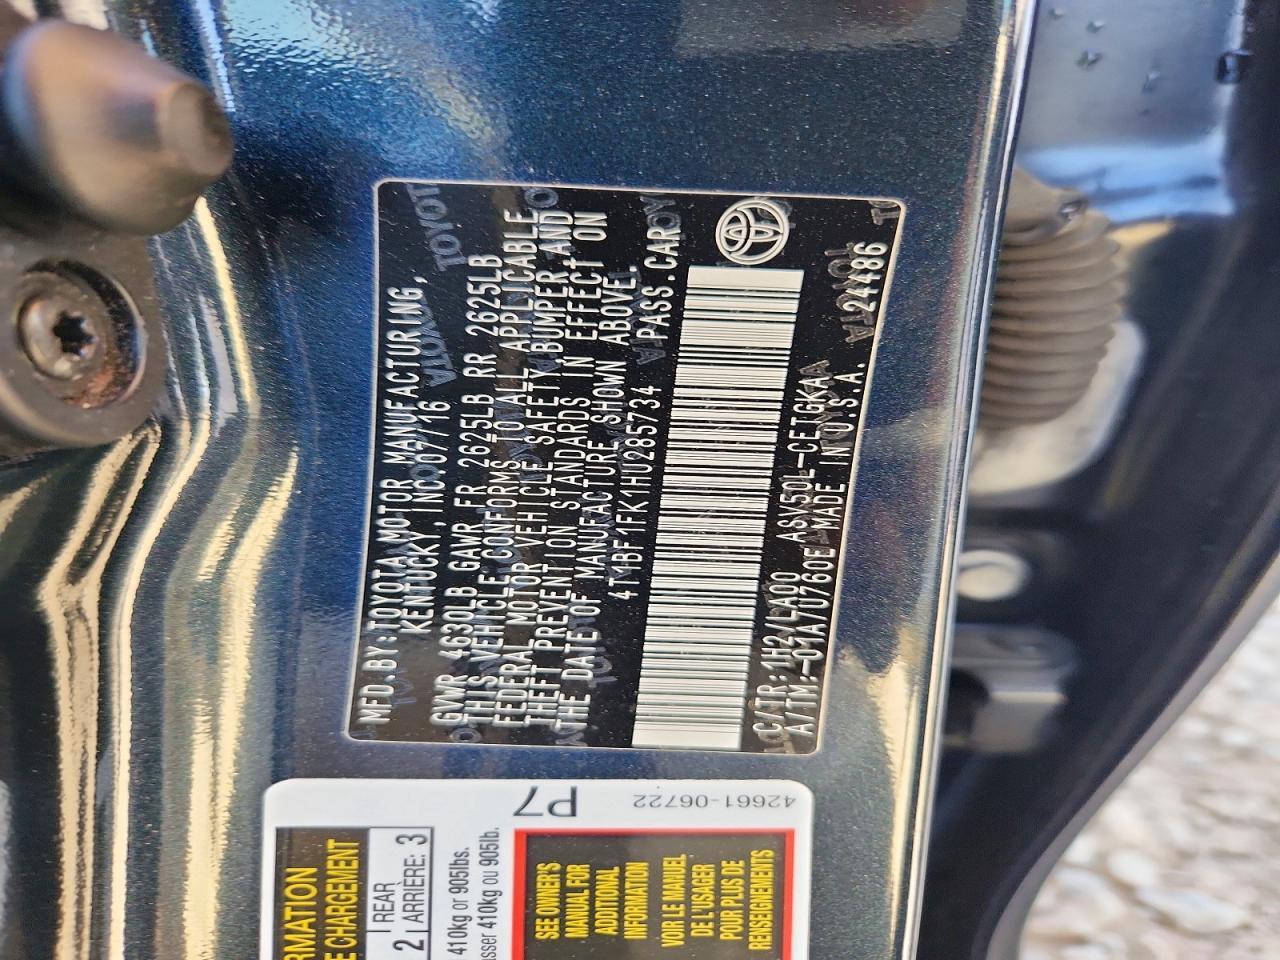 MFD.BY:TOYOTA MOTOR MANUFACTURING,
KENTUCKY,INC. 07/16
GVWR 4630LB GAWR FR 2625LB RR 2625LB
THIS VEHICLE CONFORMS TO ALL APPLICABLE
FEDERAL MOTOR VEHICLE SAFETY, BUMPER, AND
THEFT PREVENTION STANDARDS IN EFFECT ON
THE DATE OF MANUFACTURE SHOWN ABOVE.
4T1BF1FK1HU285734 PASS.CAR
C/TR:1H2/LA00 ASV50L-CETGKA
A/TM:-01A/U760E MADE IN U.S.A. 24486
P7
42661-06722
RMATION
E CHARGEMENT
2 | REAR
ARRIÈRE: 3
410kg or 905lbs.
sser 410kg ou 905lb.
SEE OWNER'S
MANUAL FOR
ADDITIONAL
INFORMATION
VOIR LE MANUEL
DE L'USAGER
POUR PLUS DE
RENSEIGNEMENTS